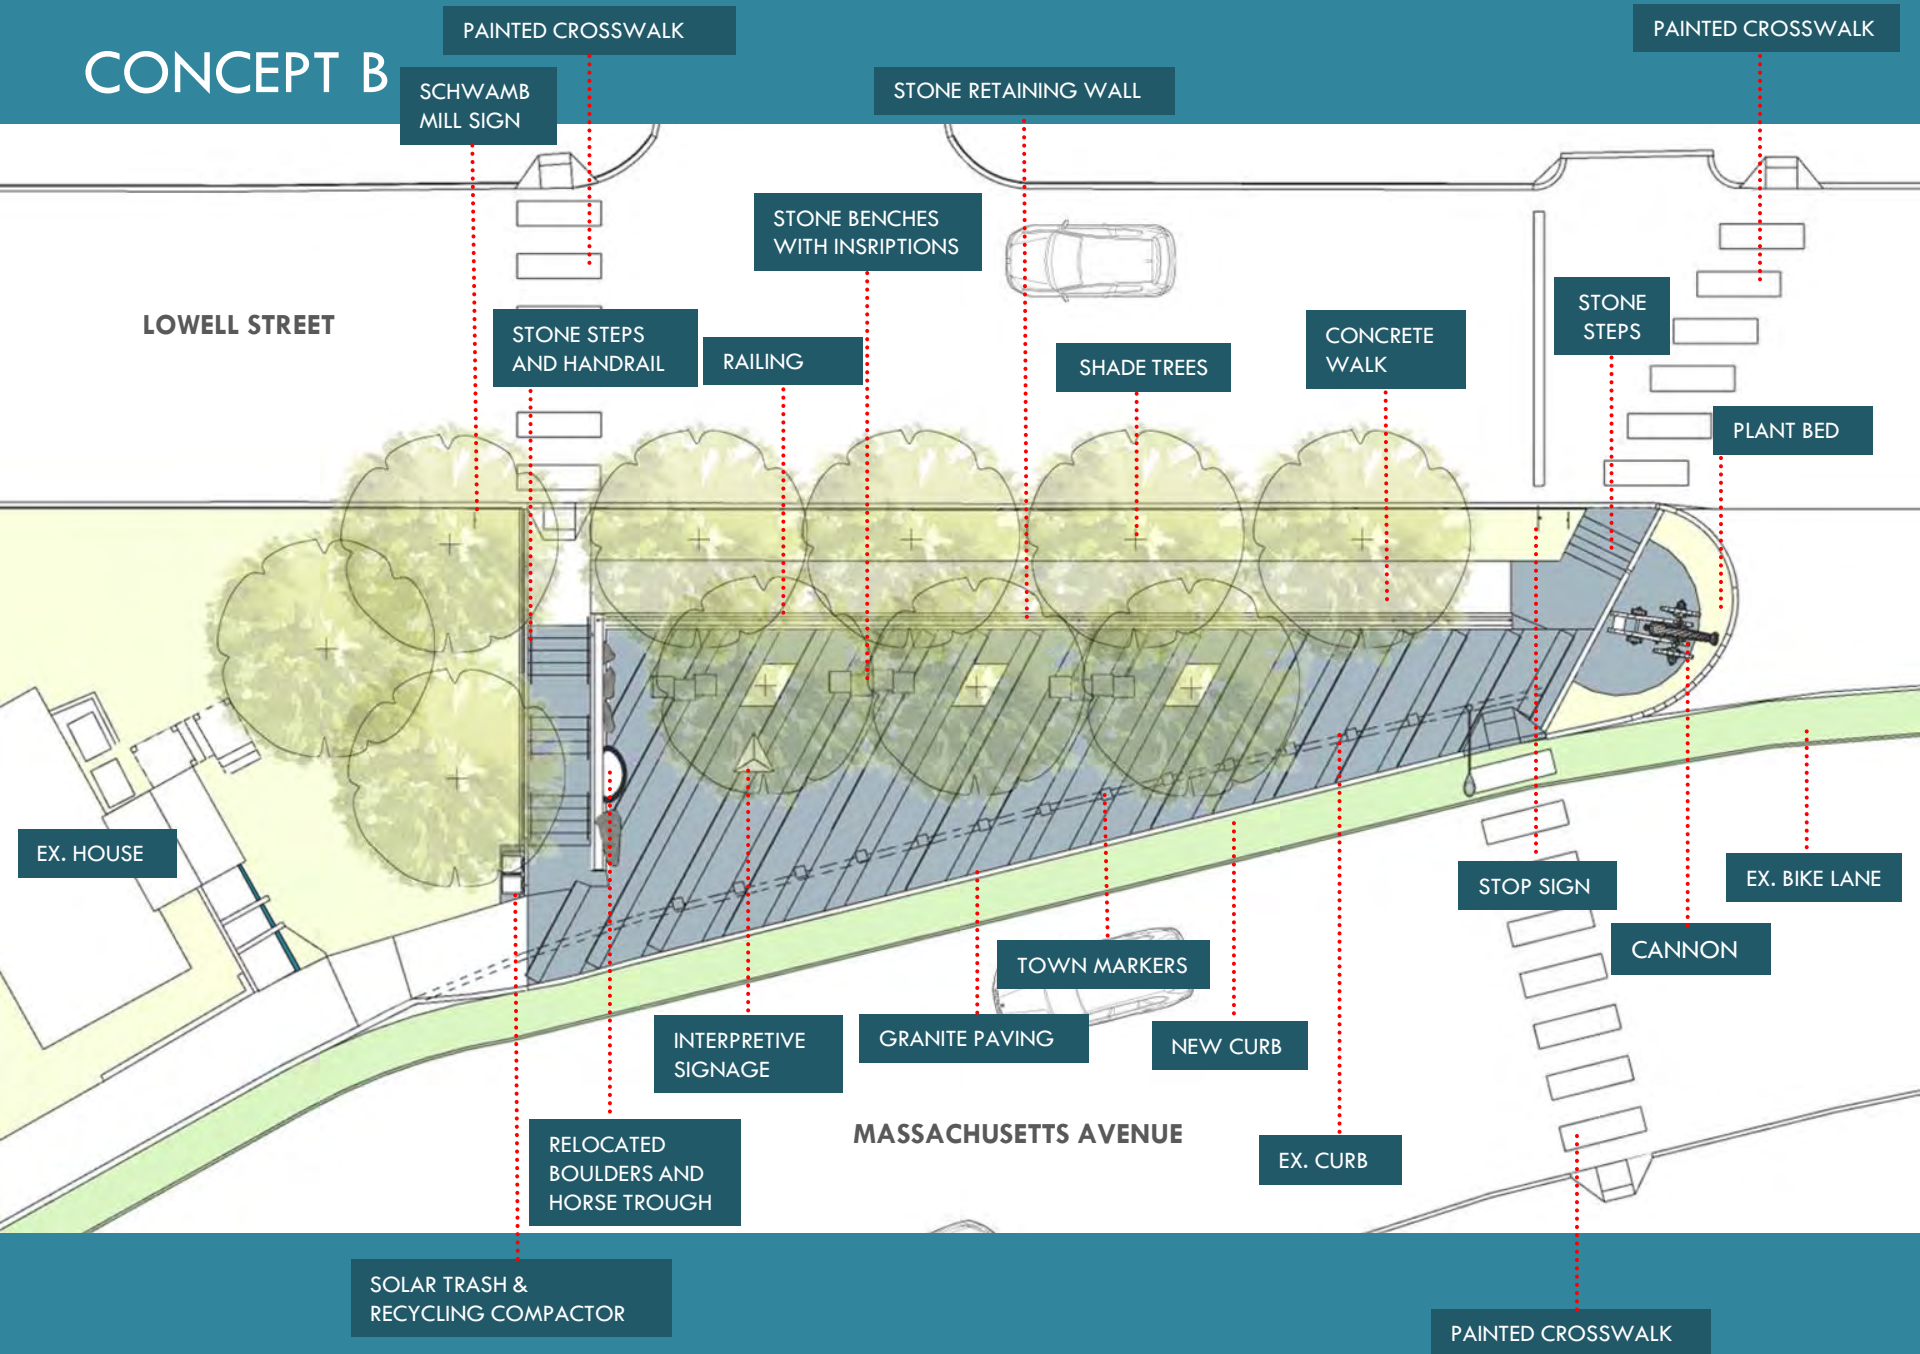 CONCEPT B
PAINTED CROSSWALK
PAINTED CROSSWALK
SCHWAMB
MILL SIGN
STONE RETAINING WALL
STONE BENCHES
WITH INSRIPTIONS
LOWELL STREET
STONE STEPS
AND HANDRAIL
RAILING
SHADE TREES
CONCRETE
WALK
STONE
STEPS
PLANT BED
EX. HOUSE
STOP SIGN
EX. BIKE LANE
CANNON
TOWN MARKERS
INTERPRETIVE
SIGNAGE
GRANITE PAVING
NEW CURB
MASSACHUSETTS AVENUE
RELOCATED
BOULDERS AND
HORSE TROUGH
EX. CURB
SOLAR TRASH &
RECYCLING COMPACTOR
PAINTED CROSSWALK